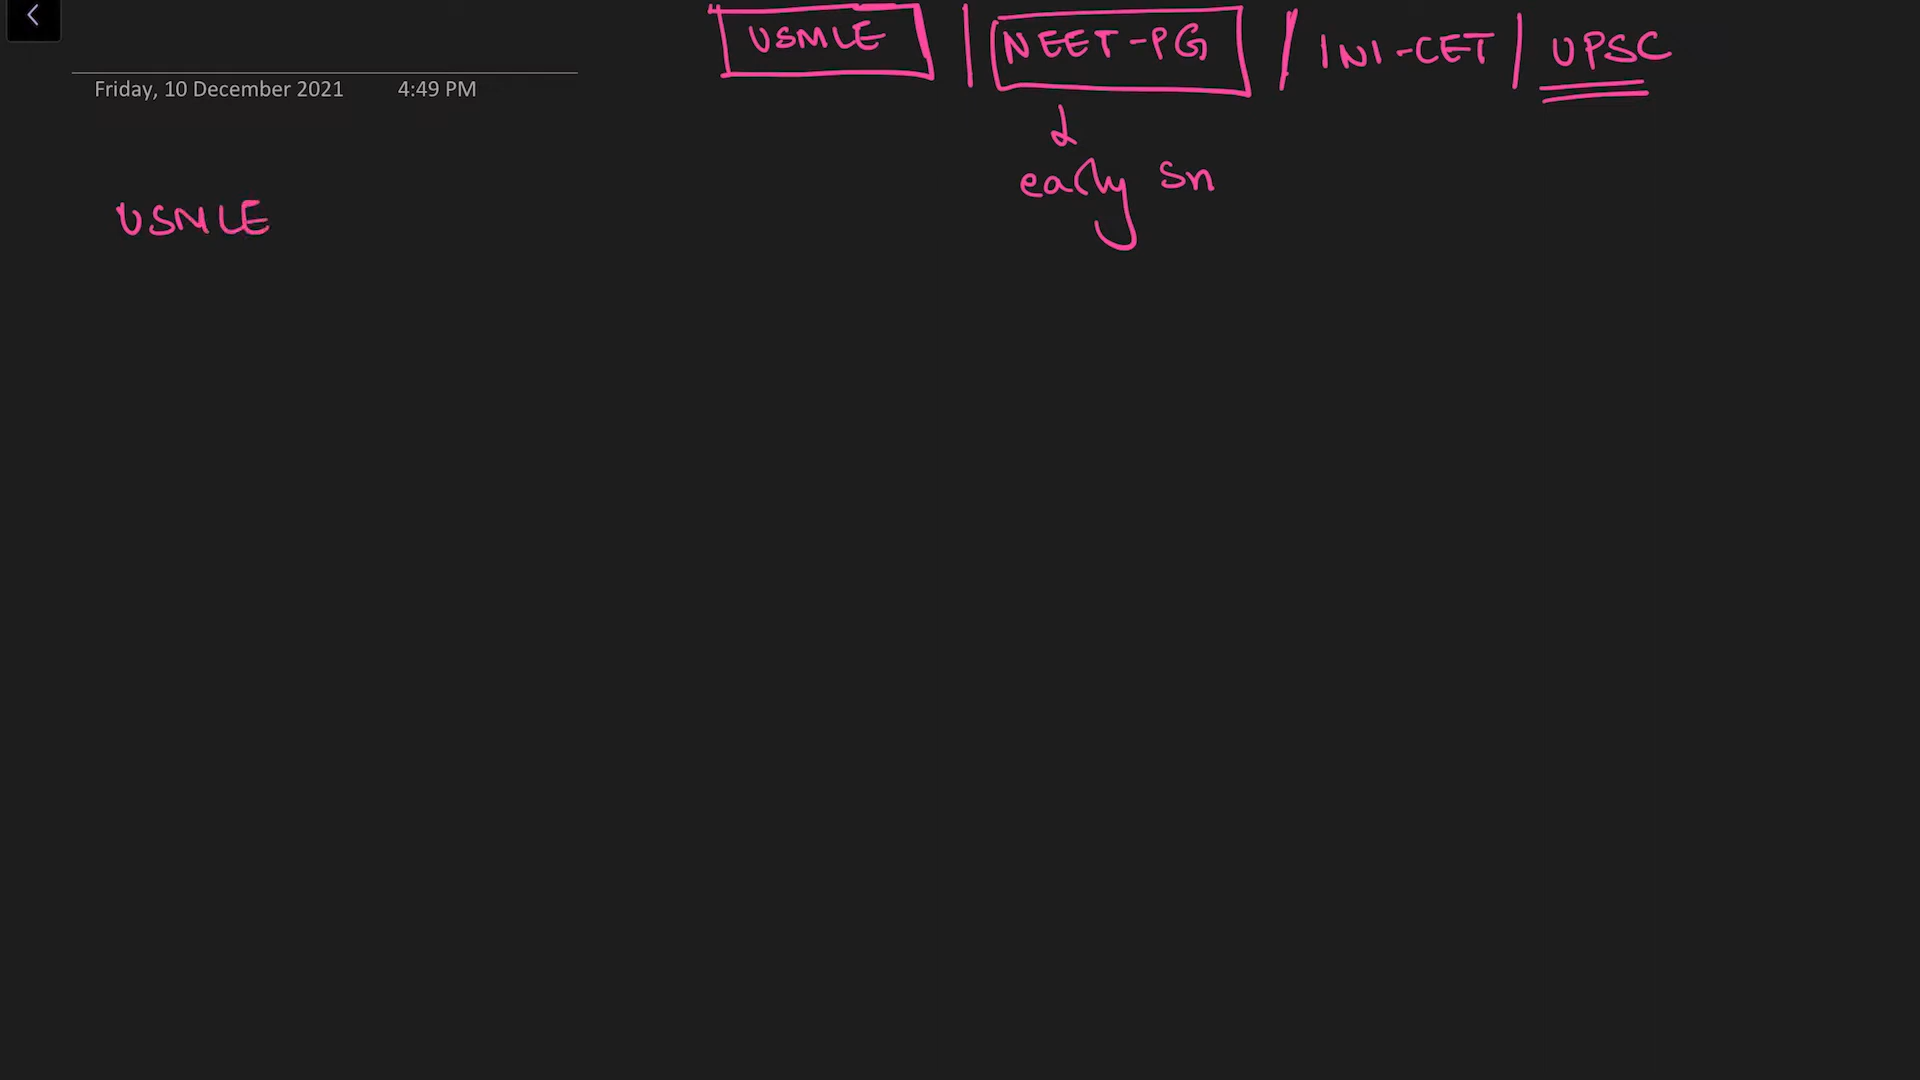 USMLE | NEET-PG / INI-CET | UPSC
Friday, 10 December 2021 4:49 PM
early Sn
USMLE